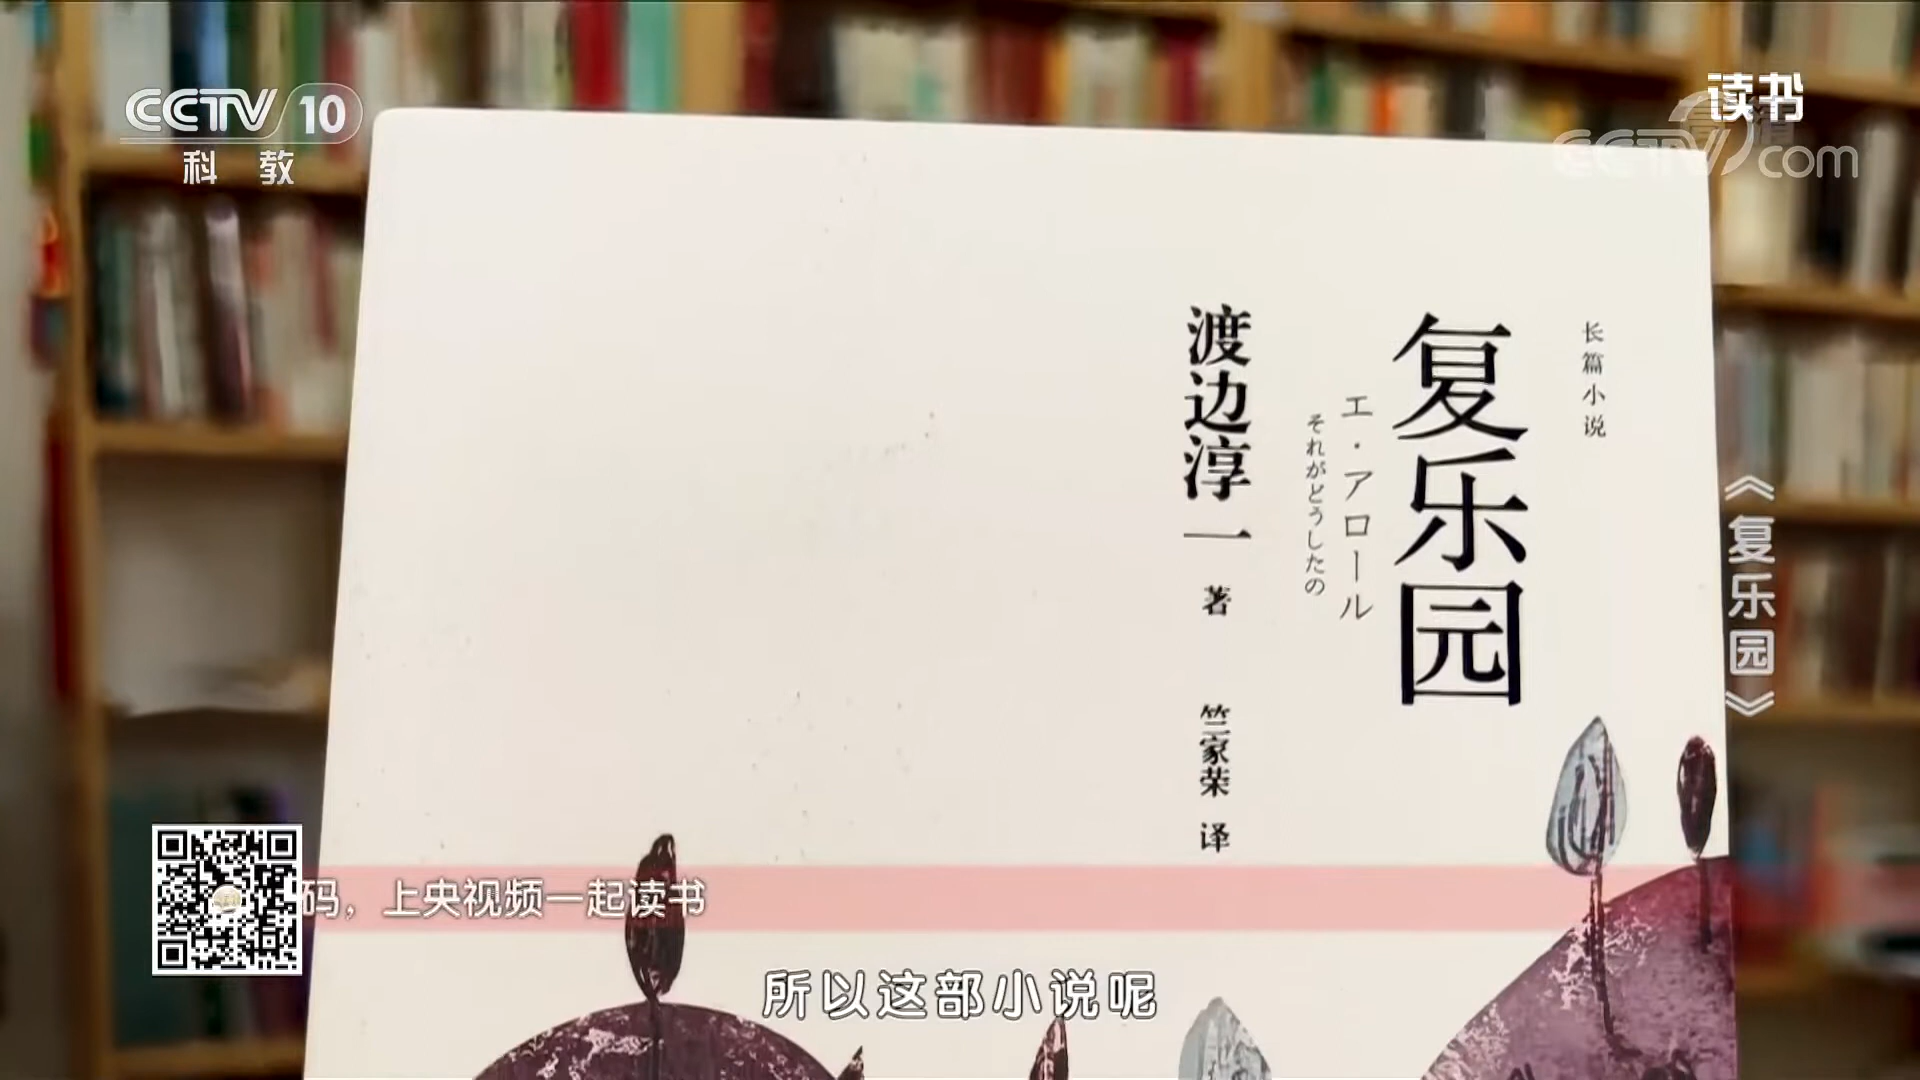 CCTV 10
科 教
读书
高清
CCTV com
长篇小说
复乐园
エ・アロール
それがどうしたの
渡边淳一 著
竺家荣 译
《复乐园》
码，上央视频一起读书
所以这部小说呢